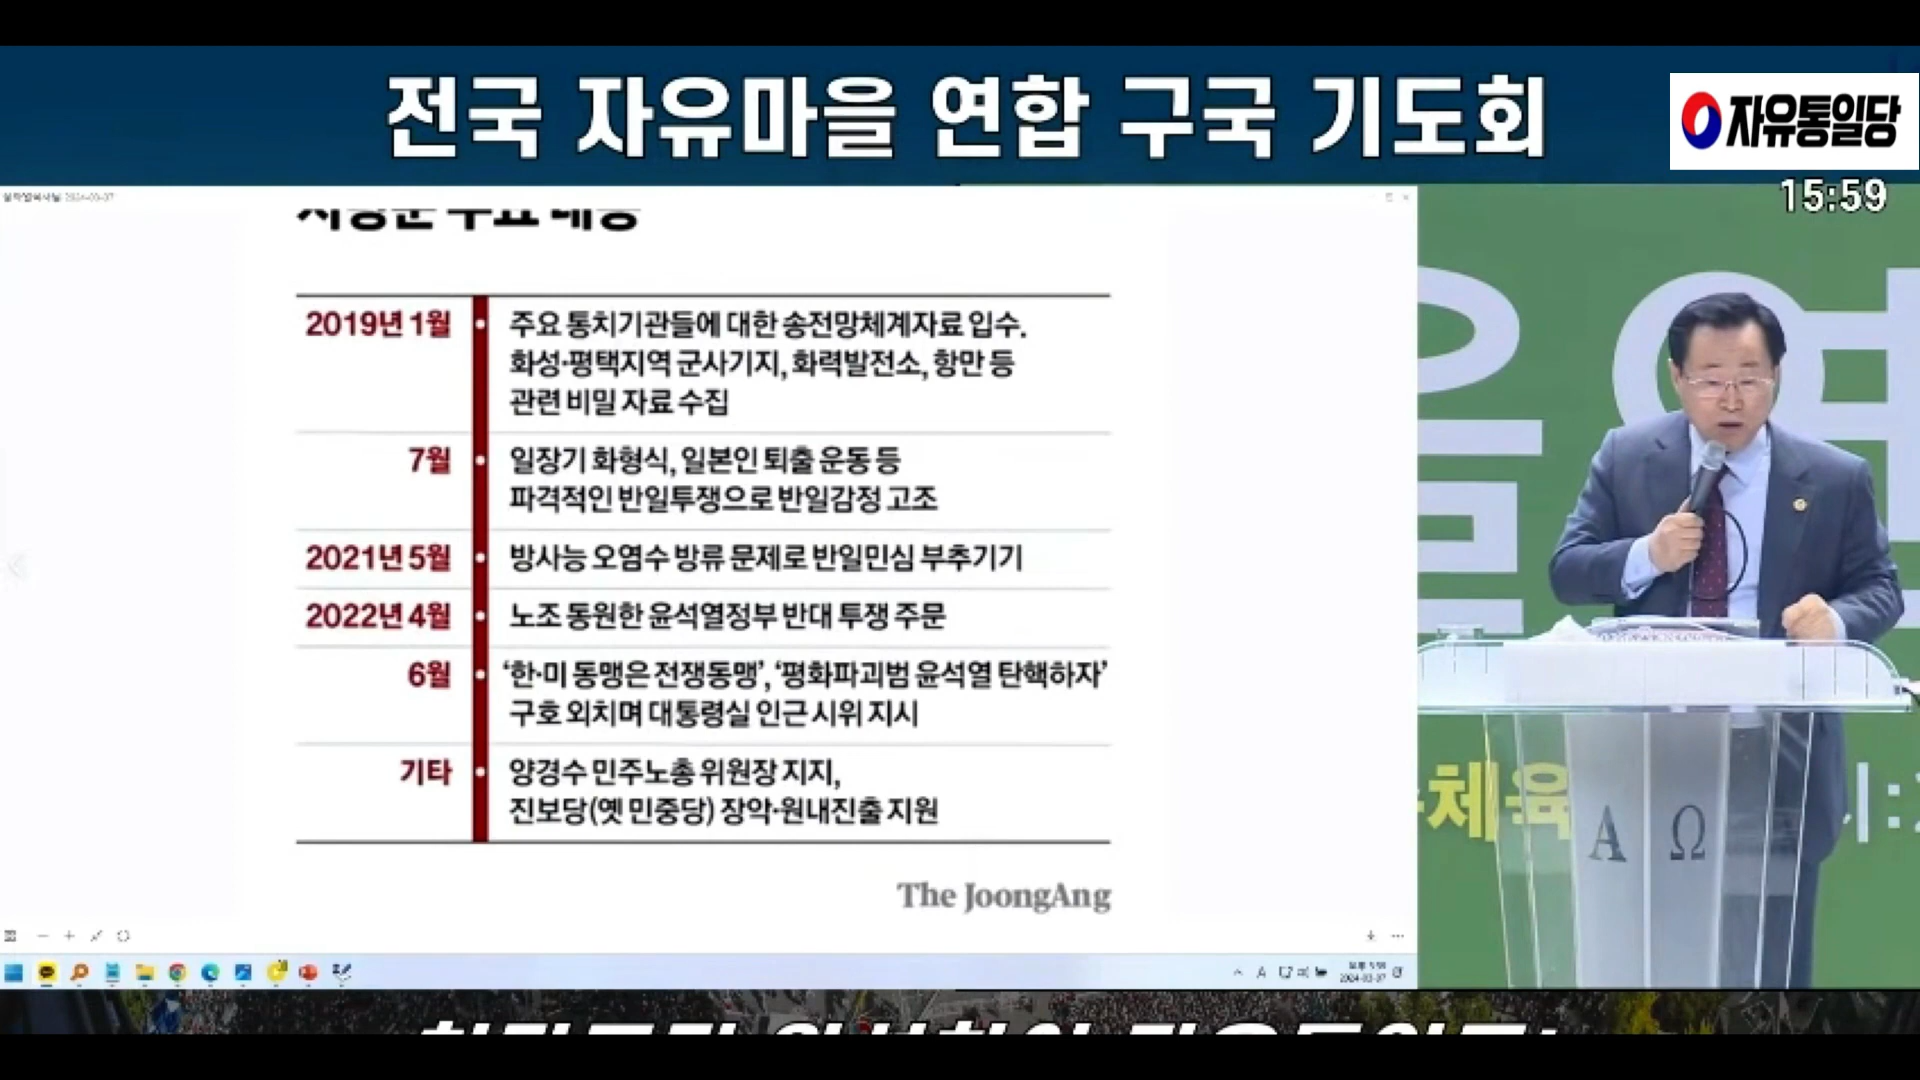 전국 자유마을 연합 구국 기도회
자유통일당
15:59
2019년 1월
주요 통치기관들에 대한 송전망체계자료 입수.
화성·평택지역 군사기지, 화력발전소, 항만 등
관련 비밀 자료 수집
7월
일장기 화형식, 일본인 퇴출 운동 등
파격적인 반일투쟁으로 반일감정 고조
2021년 5월
방사능 오염수 방류 문제로 반일민심 부추기기
2022년 4월
노조 동원한 윤석열정부 반대 투쟁 주문
6월
‘한·미 동맹은 전쟁동맹’, ‘평화파괴범 윤석열 탄핵하자’
구호 외치며 대통령실 인근 시위 지시
기타
양경수 민주노총 위원장 지지,
진보당(옛 민중당) 장악·원내진출 지원
The JoongAng
2024-03-07
체육
Α Ω